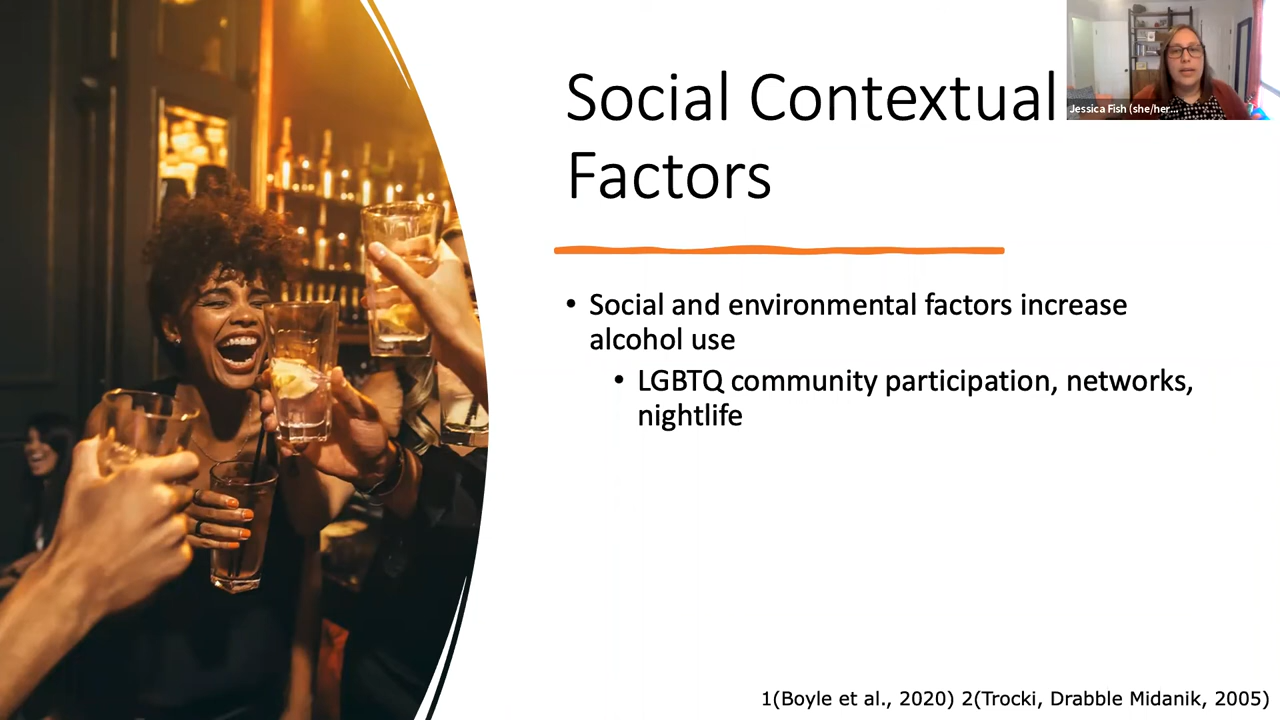 Social Contextual
Factors
Jessica Fish (she/her...
• Social and environmental factors increase
alcohol use
• LGBTQ community participation, networks,
nightlife
1(Boyle et al., 2020) 2(Trocki, Drabble Midanik, 2005)